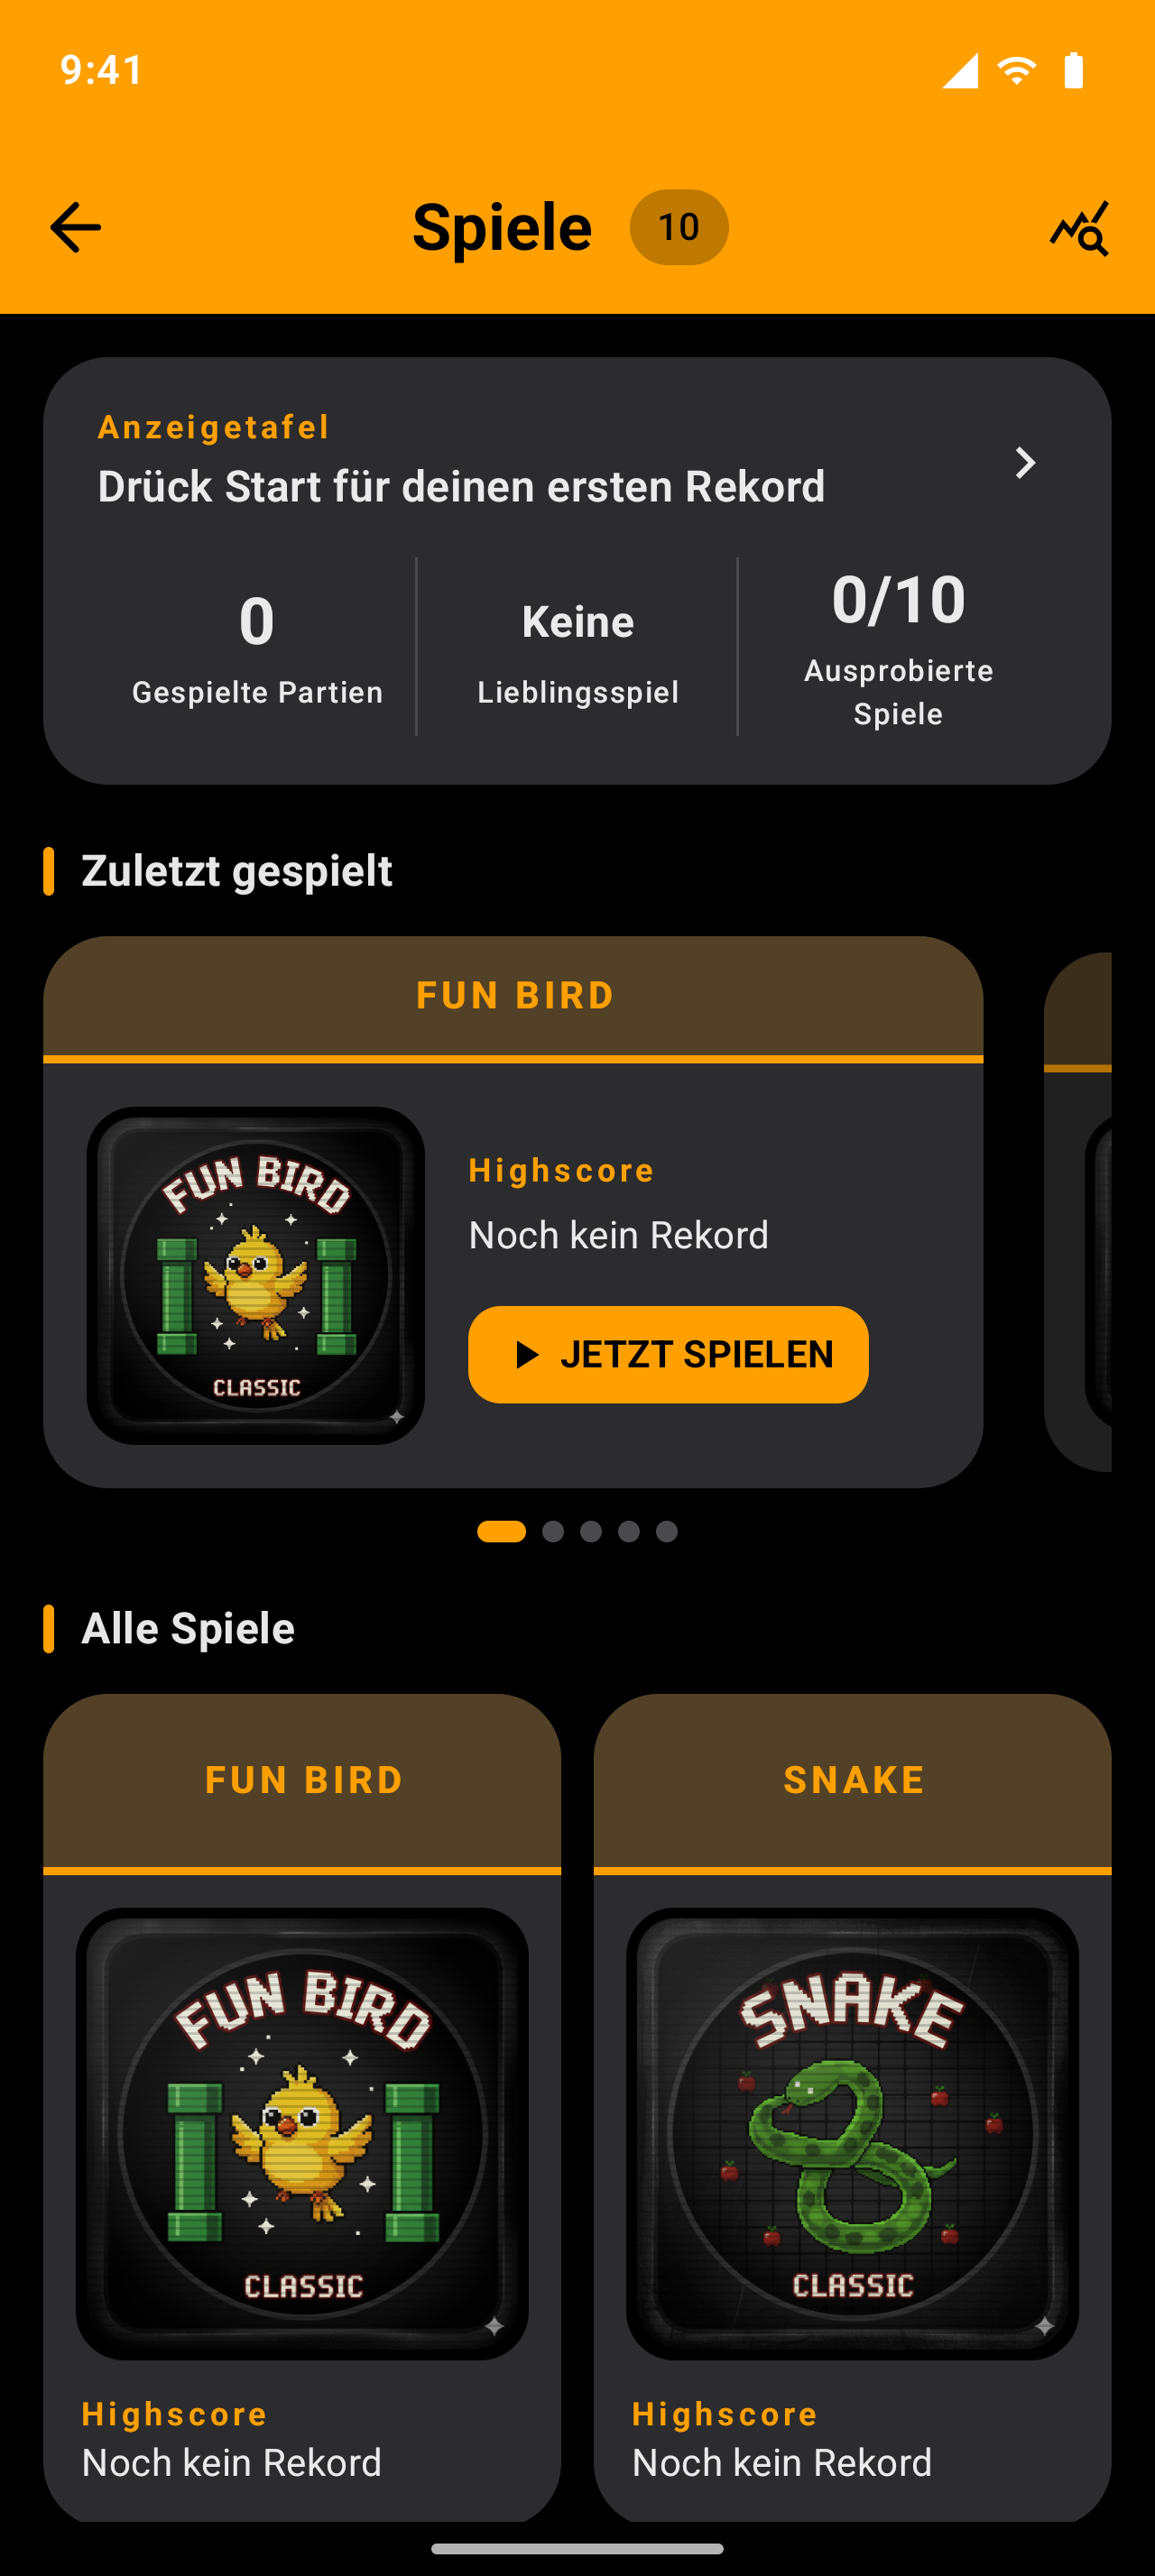 9:41
Spiele 10
Anzeigetafel
Drück Start für deinen ersten Rekord
0
Gespielte Partien
Keine
Lieblingsspiel
0/10
Ausprobierte
Spiele
Zuletzt gespielt
FUN BIRD
FUN BIRD
CLASSIC
Highscore
Noch kein Rekord
JETZT SPIELEN
Alle Spiele
FUN BIRD
FUN BIRD
CLASSIC
Highscore
Noch kein Rekord
SNAKE
SNAKE
CLASSIC
Highscore
Noch kein Rekord